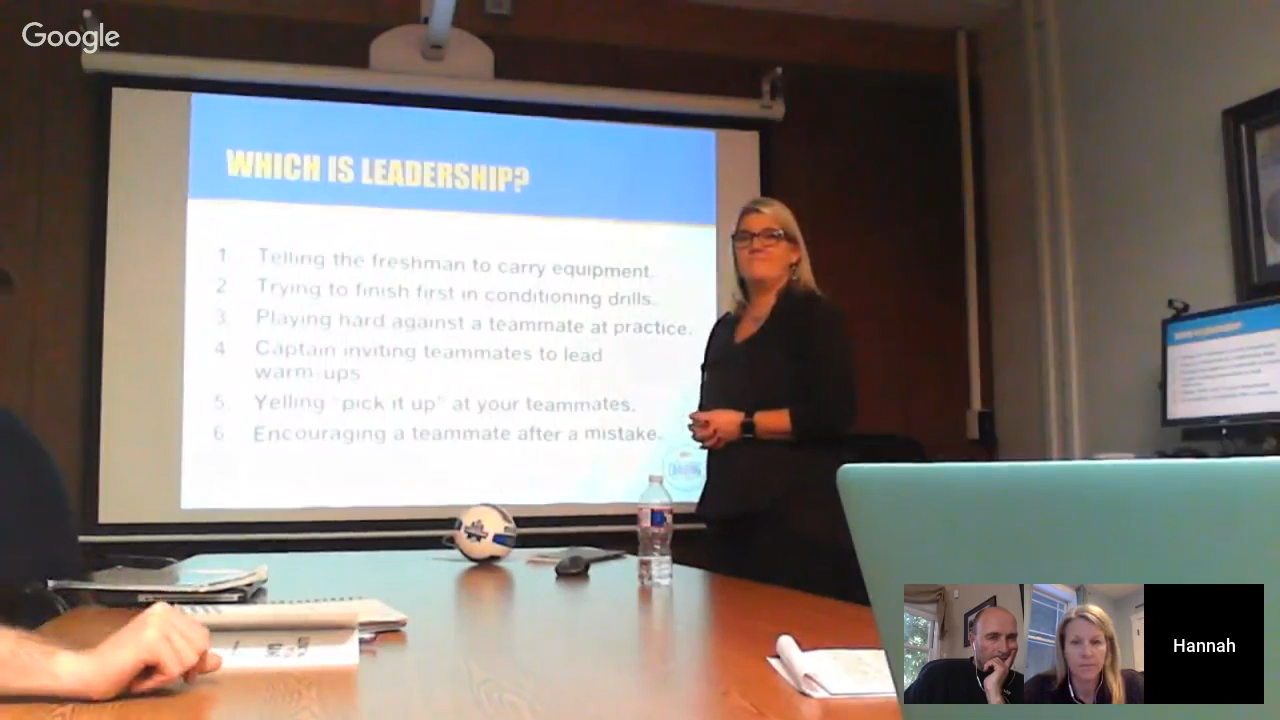 Google
WHICH IS LEADERSHIP?
1 Telling the freshman to carry equipment.
2 Trying to finish first in conditioning drills.
3 Playing hard against a teammate at practice.
4 Captain inviting teammates to lead
warm-ups
5 Yelling "pick it up" at your teammates.
6 Encouraging a teammate after a mistake.
Hannah